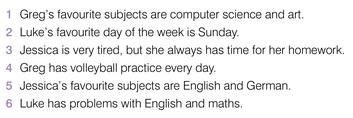 1 Greg's favourite subjects are computer science and art.
2 Luke's favourite day of the week is Sunday.
3 Jessica is very tired, but she always has time for her homework.
4 Greg has volleyball practice every day.
5 Jessica's favourite subjects are English and German.
6 Luke has problems with English and maths.